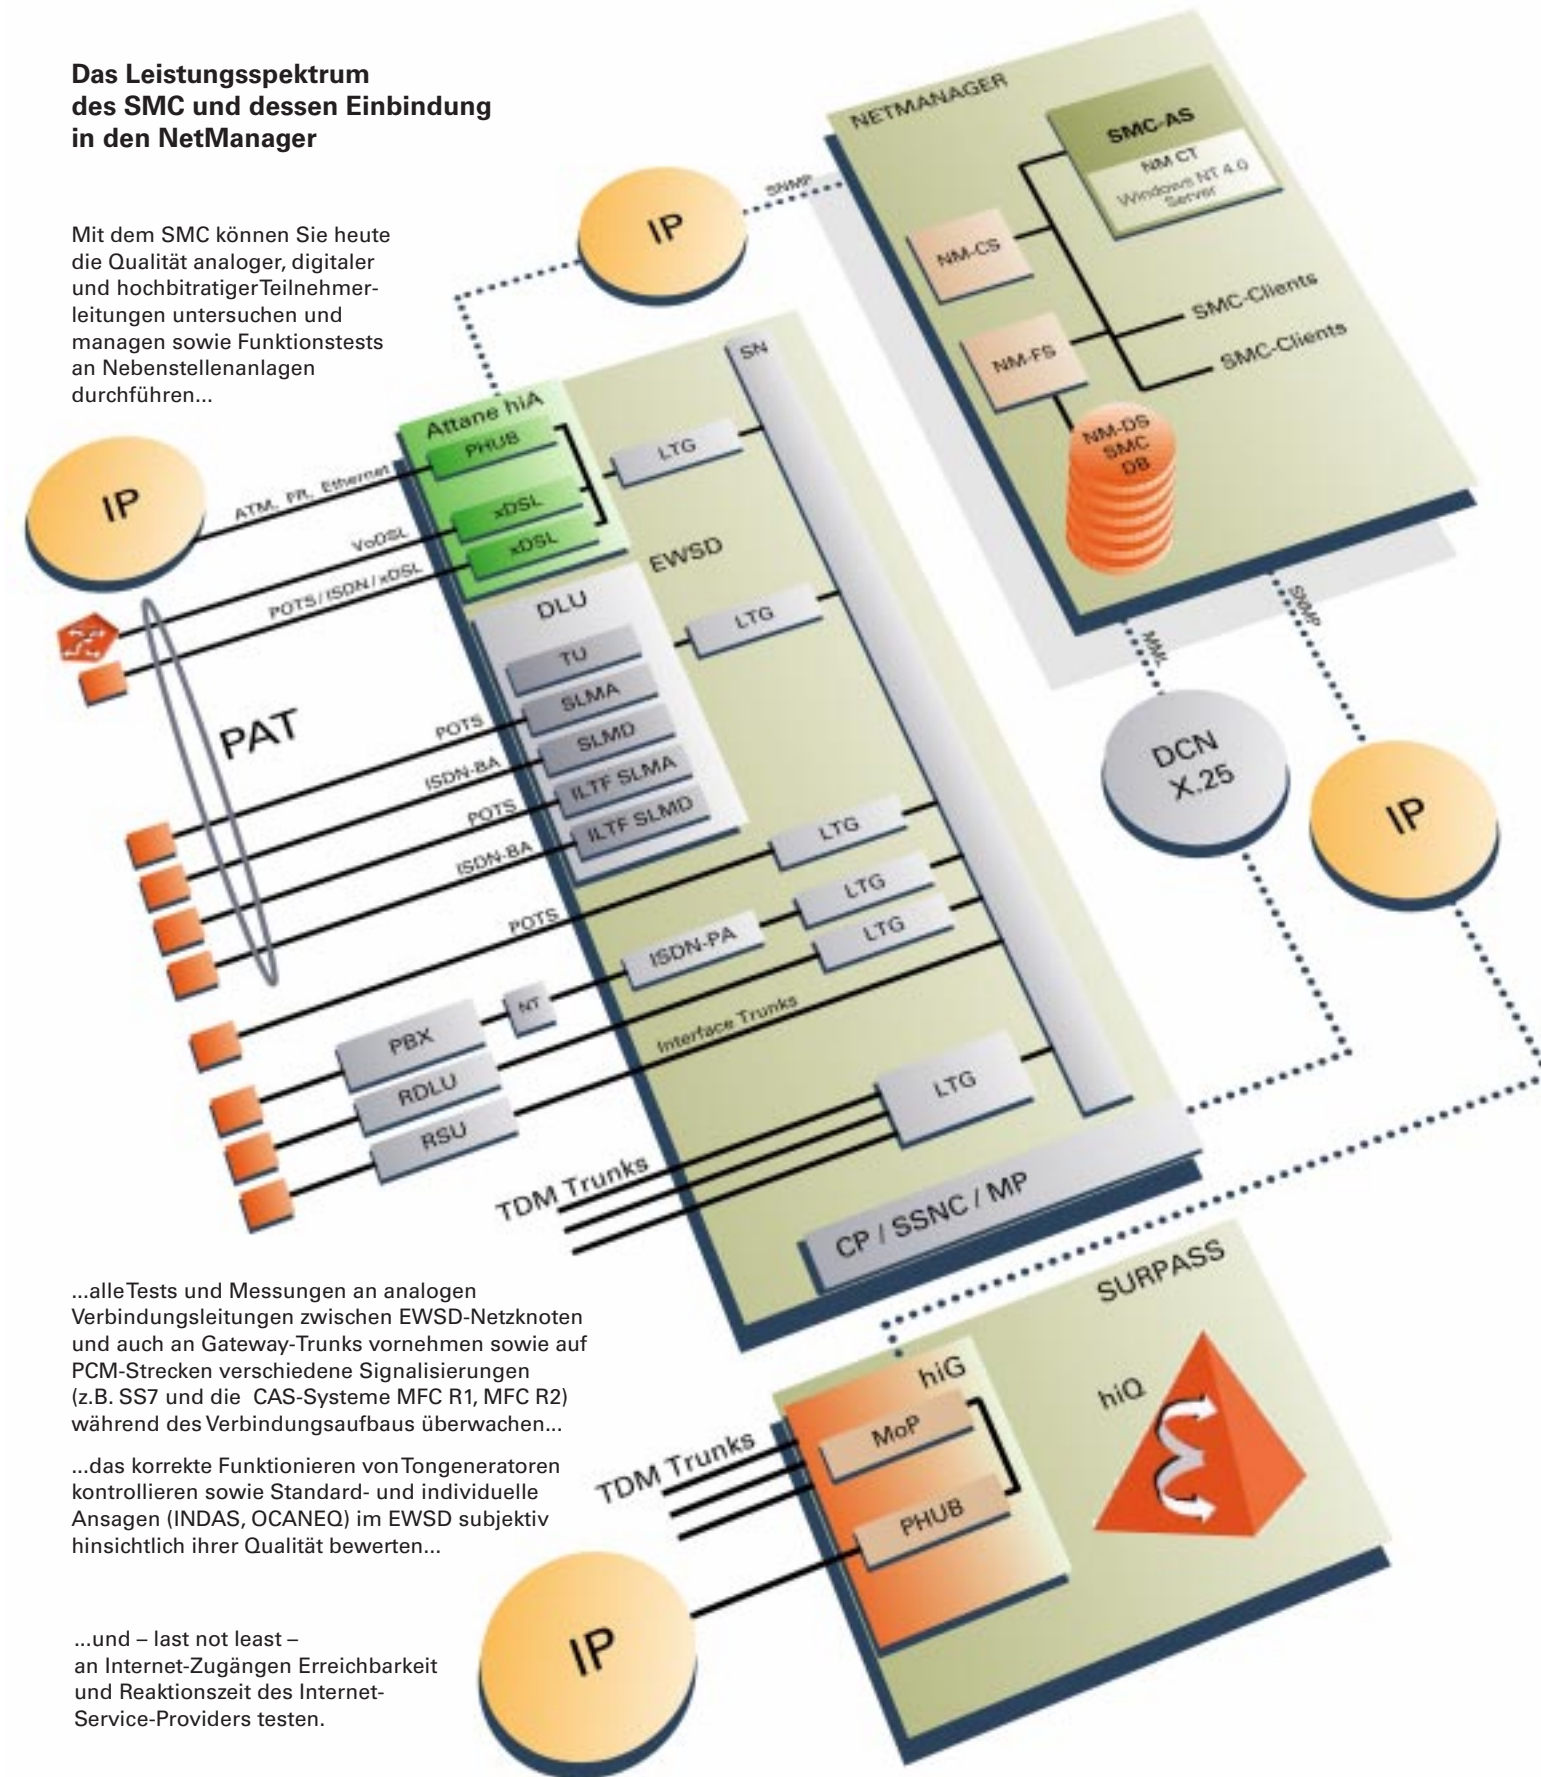 Das Leistungsspektrum
des SMC und dessen Einbindung
in den NetManager
Mit dem SMC können Sie heute
die Qualität analoger, digitaler
und hochbitratiger Teilnehmer-
leitungen untersuchen und
managen sowie Funktionstests
an Nebenstellenanlagen
durchführen...
NETMANAGER
SMC-AS
NM CT
Windows NT 4.0
Server
NM-CS
NM-FS
SMC-Clients
SMC-Clients
NM-DS
SMC
DB
SNMP
IP
SN
Attane hiA
PHUB
xDSL
xDSL
LTG
EWSD
IP
ATM, FR, Ethernet
VoDSL
POTS / ISDN / xDSL
DLU
TU
SLMA
SLMD
ILTF SLMA
ILTF SLMD
LTG
PAT
POTS
ISDN-BA
POTS
ISDN-BA
POTS
LTG
LTG
LTG
ISDN-PA
NT
PBX
RDLU
RSU
Interface Trunks
LTG
TDM Trunks
CP / SSNC / MP
MML
SNMP
DCN
X.25
IP
...alle Tests und Messungen an analogen
Verbindungsleitungen zwischen EWSD-Netzknoten
und auch an Gateway-Trunks vornehmen sowie auf
PCM-Strecken verschiedene Signalisierungen
(z.B. SS7 und die CAS-Systeme MFC R1, MFC R2)
während des Verbindungsaufbaus überwachen...
...das korrekte Funktionieren von Tongeneratoren
kontrollieren sowie Standard- und individuelle
Ansagen (INDAS, OCANEQ) im EWSD subjektiv
hinsichtlich ihrer Qualität bewerten...
...und – last not least –
an Internet-Zugängen Erreichbarkeit
und Reaktionszeit des Internet-
Service-Providers testen.
SURPASS
hiG
hiQ
MoP
PHUB
TDM Trunks
IP